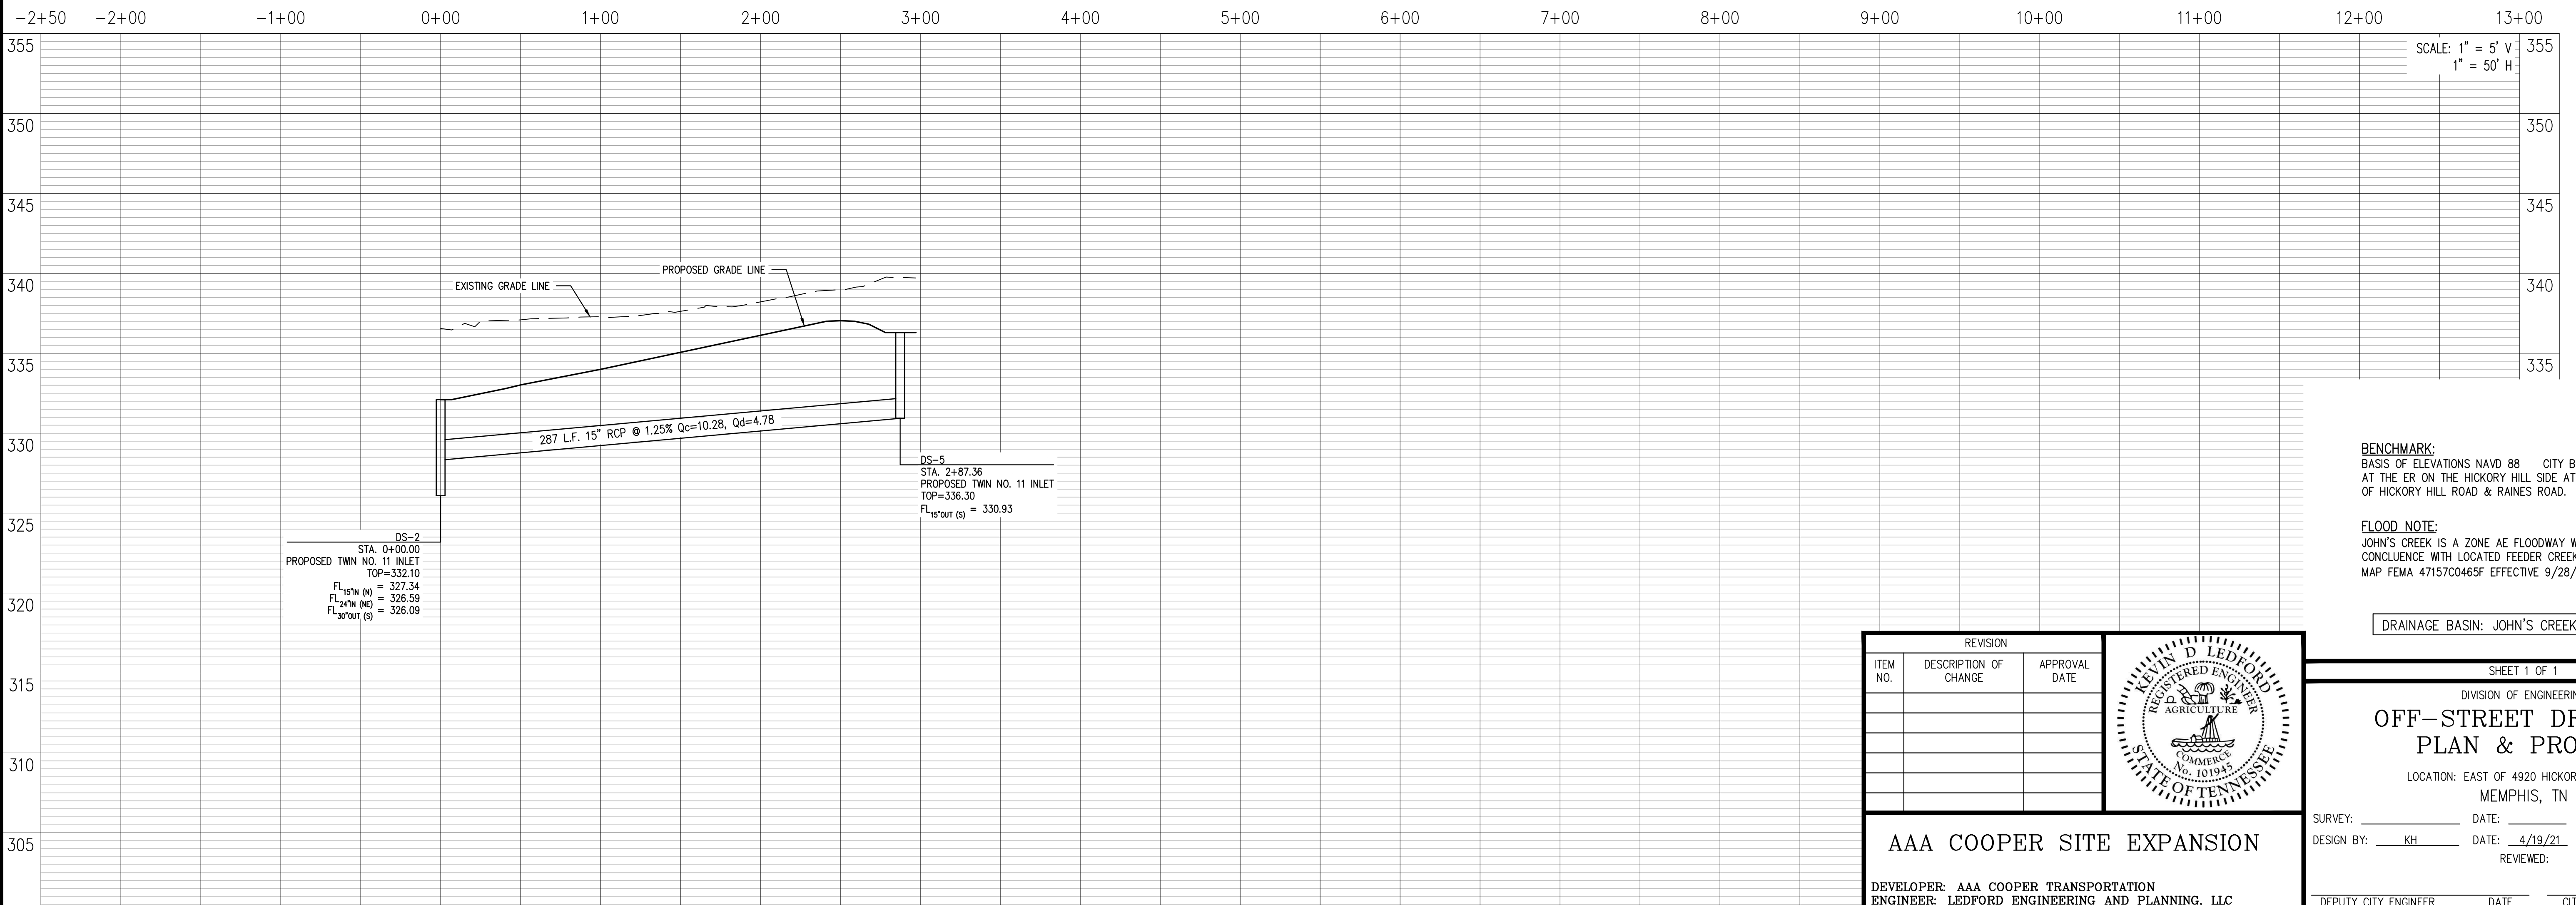 -2+50 -2+00 -1+00 0+00 1+00 2+00 3+00 4+00 5+00 6+00 7+00 8+00 9+00 10+00 11+00 12+00 13+00
355 355
SCALE: 1" = 5' V
1" = 50' H
350 350
345 345
340 340
PROPOSED GRADE LINE
EXISTING GRADE LINE
335 335
330
287 L.F. 15" RCP @ 1.25% Qc=10.28, Qd=4.78
DS-5
STA. 2+87.36
PROPOSED TWIN NO. 11 INLET
TOP=336.30
FL15"OUT (S) = 330.93
325
DS-2
STA. 0+00.00
PROPOSED TWIN NO. 11 INLET
TOP=332.10
FL15"IN (N) = 327.34
FL24"IN (NE) = 326.59
FL30"OUT (S) = 326.09
320
315
310
305
BENCHMARK:
BASIS OF ELEVATIONS NAVD 88 CITY B
AT THE ER ON THE HICKORY HILL SIDE AT
OF HICKORY HILL ROAD & RAINES ROAD.
FLOOD NOTE:
JOHN'S CREEK IS A ZONE AE FLOODWAY W
CONCLUENCE WITH LOCATED FEEDER CREEK
MAP FEMA 47157C0465F EFFECTIVE 9/28/
DRAINAGE BASIN: JOHN'S CREEK
REVISION
ITEM NO. DESCRIPTION OF CHANGE APPROVAL DATE
KEVIN D LEDFORD
REGISTERED ENGINEER
AGRICULTURE
COMMERCE
No. 101945
STATE OF TENNESSEE
SHEET 1 OF 1
DIVISION OF ENGINEERIN
OFF-STREET DR
PLAN & PRO
LOCATION: EAST OF 4920 HICKOR
MEMPHIS, TN
SURVEY: DATE:
DESIGN BY: KH DATE: 4/19/21
REVIEWED:
DEPUTY CITY ENGINEER DATE CIT
AAA COOPER SITE EXPANSION
DEVELOPER: AAA COOPER TRANSPORTATION
ENGINEER: LEDFORD ENGINEERING AND PLANNING, LLC